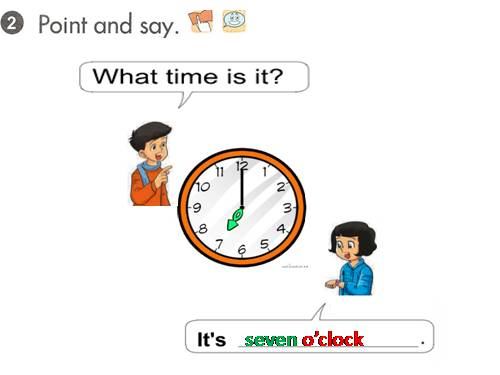 2 Point and say.
What time is it?
12
11 1
10 2
9 3
8 4
7 5
6
It's seven o'clock.